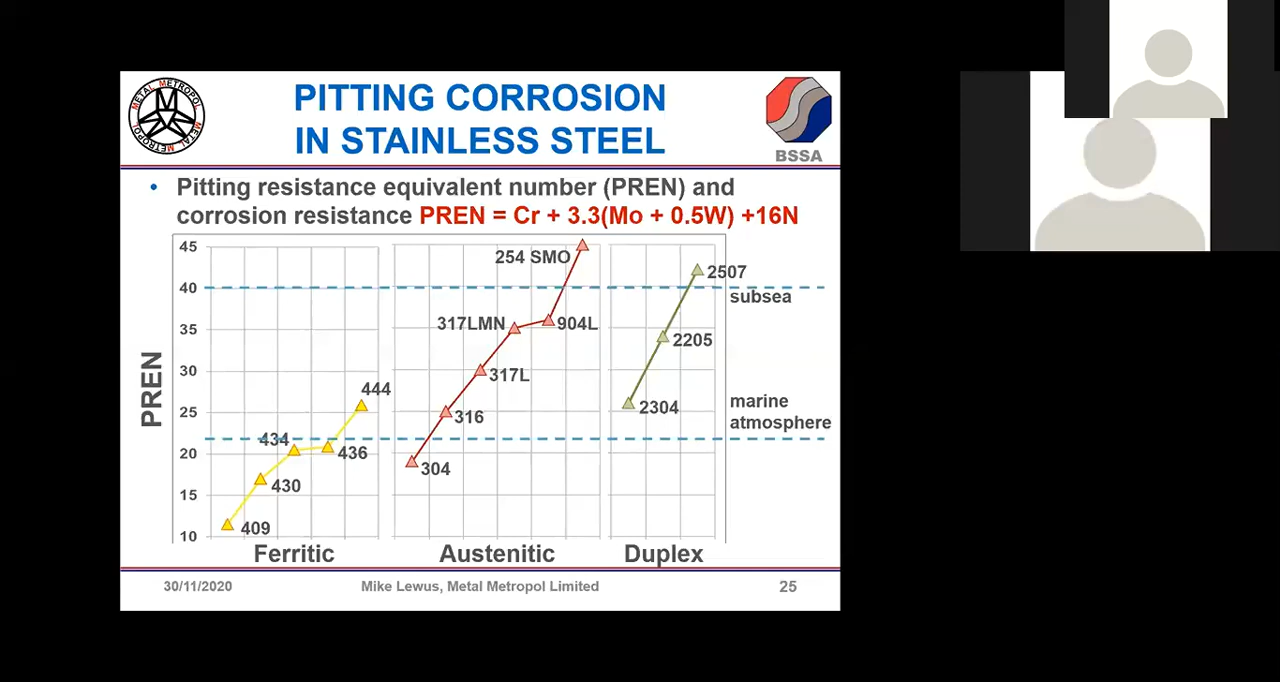 METAL METROPOL METAL METROPOL
PITTING CORROSION
IN STAINLESS STEEL
BSSA
• Pitting resistance equivalent number (PREN) and
corrosion resistance PREN = Cr + 3.3(Mo + 0.5W) +16N
PREN
45
40
35
30
25
20
15
10
409
430
434
436
444
304
316
317L
317LMN
904L
254 SMO
2304
2205
2507
subsea
marine
atmosphere
Ferritic
Austenitic
Duplex
30/11/2020
Mike Lewus, Metal Metropol Limited
25